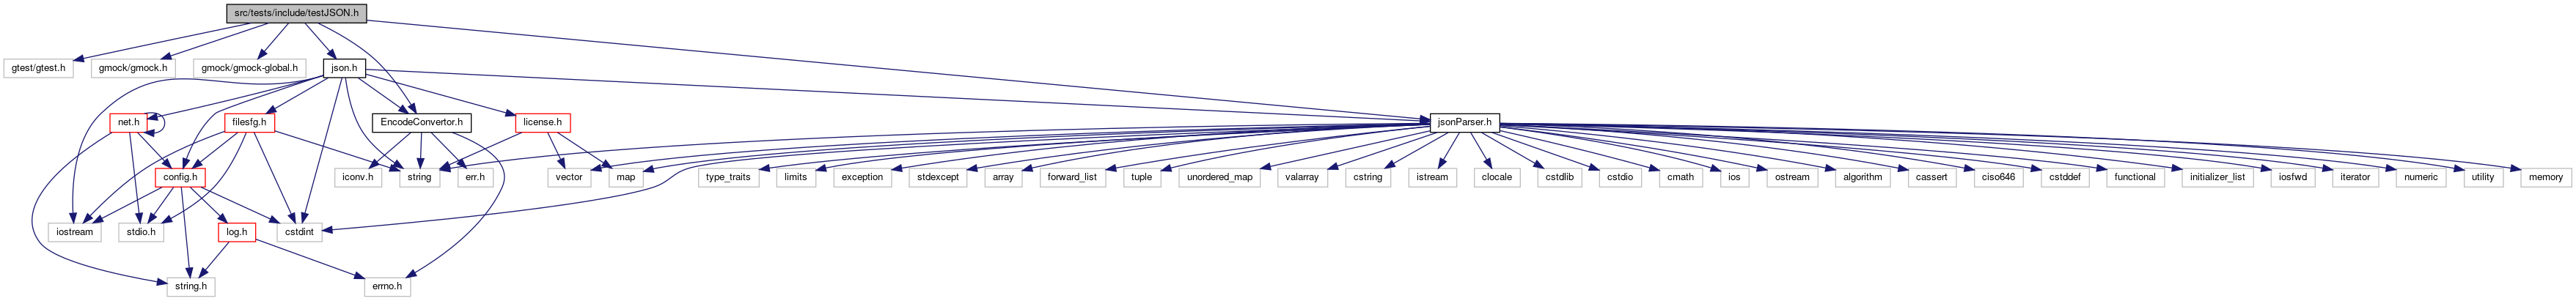 src/tests/include/testJSON.h
gtest/gtest.h
gmock/gmock.h
gmock/gmock-global.h
json.h
net.h
filesfg.h
EncodeConvertor.h
license.h
jsonParser.h
config.h
iconv.h
string
err.h
vector
map
type_traits
limits
exception
stdexcept
array
forward_list
tuple
unordered_map
valarray
cstring
istream
clocale
cstdlib
cstdio
cmath
ios
ostream
algorithm
cassert
ciso646
cstddef
functional
initializer_list
iosfwd
iterator
numeric
utility
memory
iostream
stdio.h
log.h
cstdint
string.h
errno.h